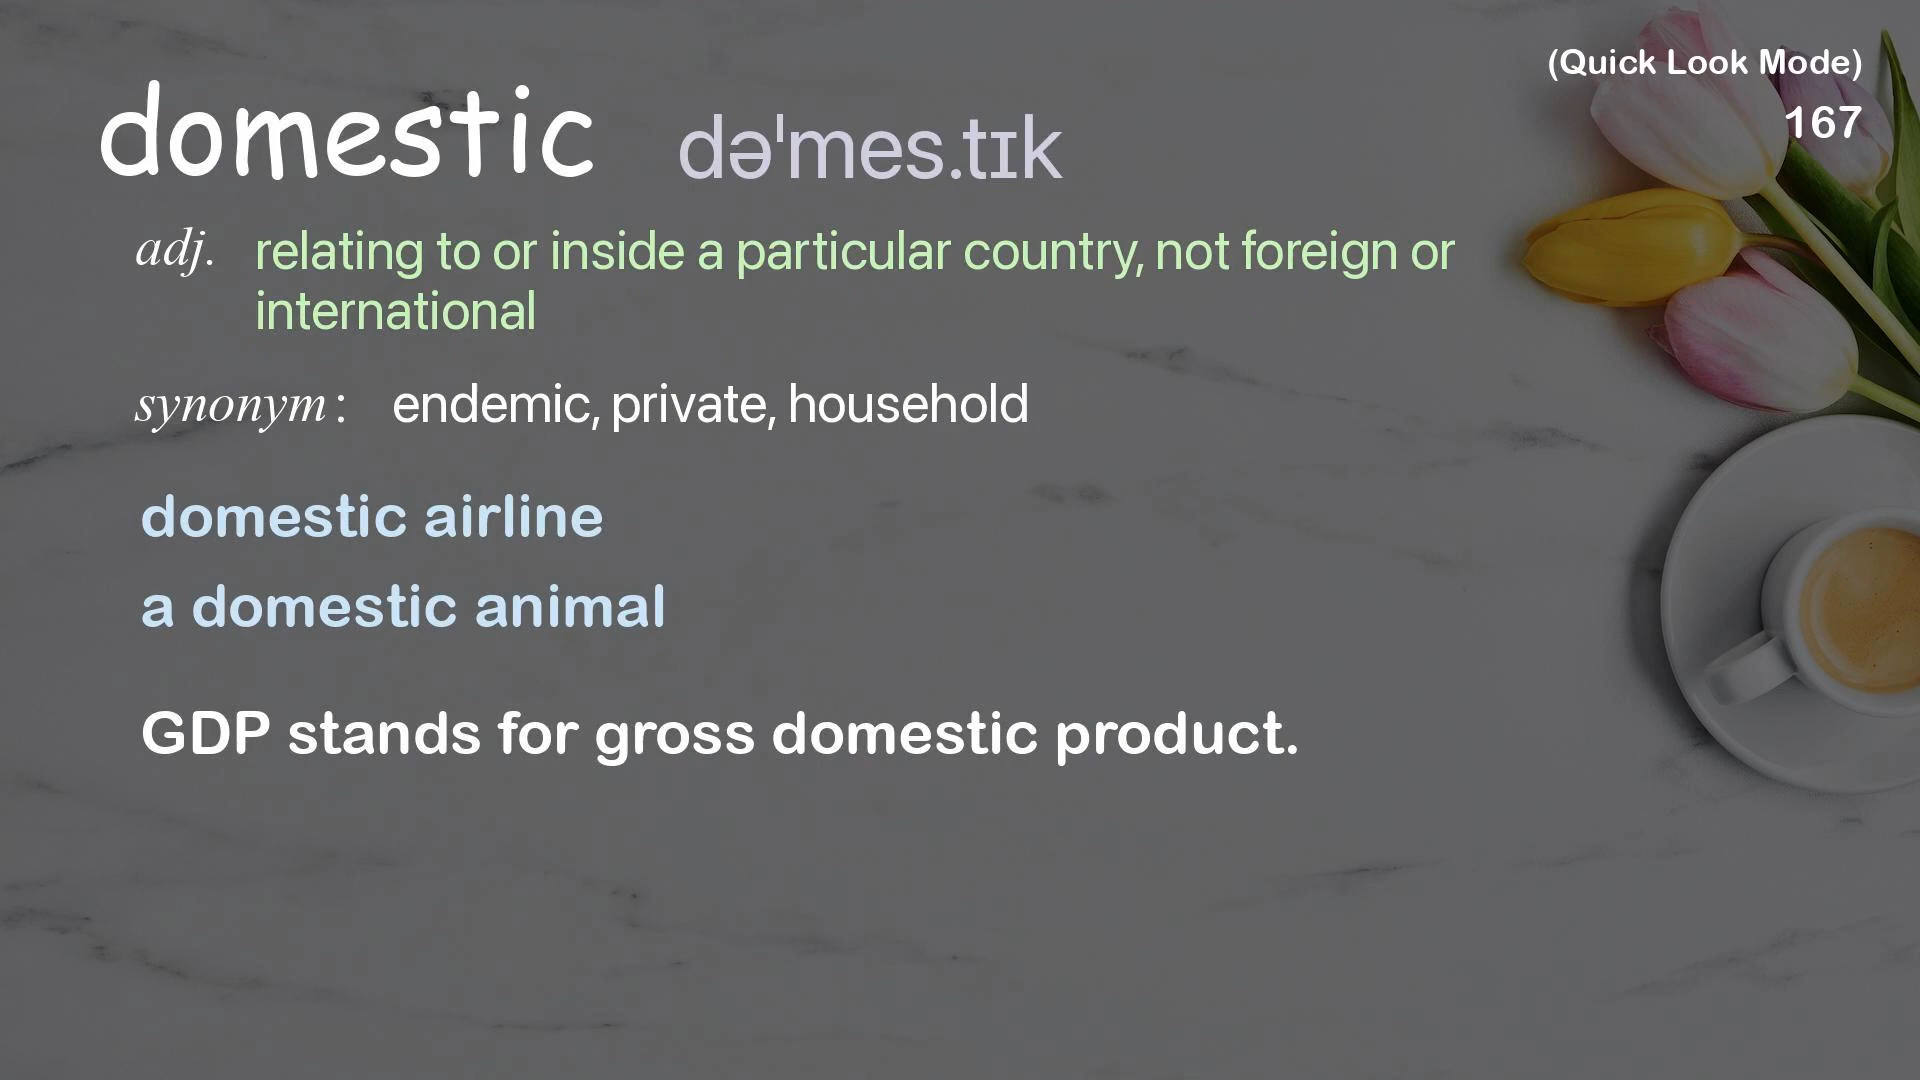 (Quick Look Mode)
167
domestic dəˈmes.tɪk
adj. relating to or inside a particular country, not foreign or
international
synonym: endemic, private, household
domestic airline
a domestic animal
GDP stands for gross domestic product.